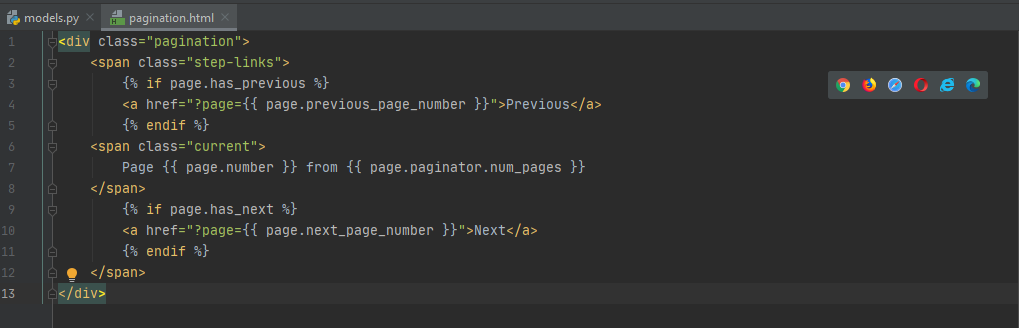 models.py pagination.html
1 <div class="pagination">
2 <span class="step-links">
3 {% if page.has_previous %}
4 <a href="?page={{ page.previous_page_number }}">Previous</a>
5 {% endif %}
6 <span class="current">
7 Page {{ page.number }} from {{ page.paginator.num_pages }}
8 </span>
9 {% if page.has_next %}
10 <a href="?page={{ page.next_page_number }}">Next</a>
11 {% endif %}
12 </span>
13 </div>